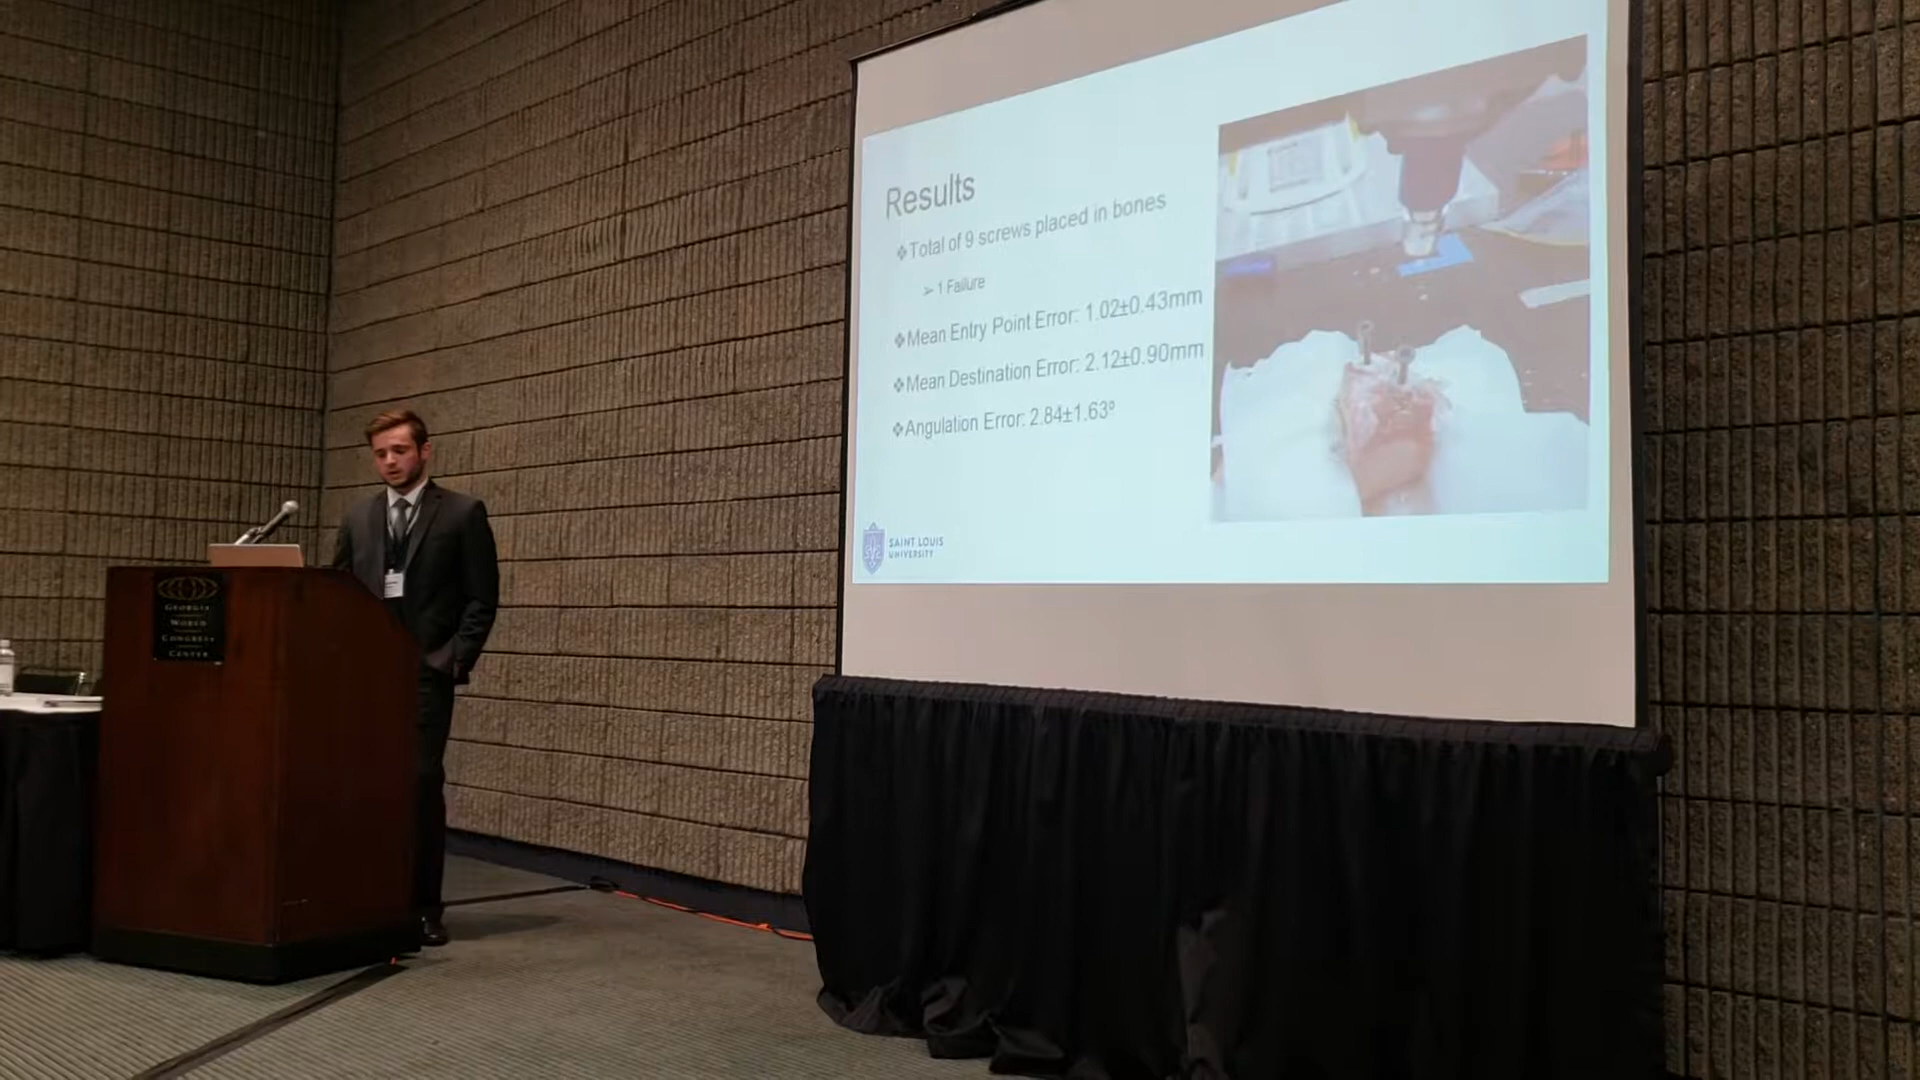 Results
❖Total of 9 screws placed in bones
➢ 1 Failure
❖Mean Entry Point Error: 1.02±0.43mm
❖Mean Destination Error: 2.12±0.90mm
❖Angulation Error: 2.84±1.63º
SAINT LOUIS
UNIVERSITY
GEORGIA
WORLD
CONGRESS
CENTER